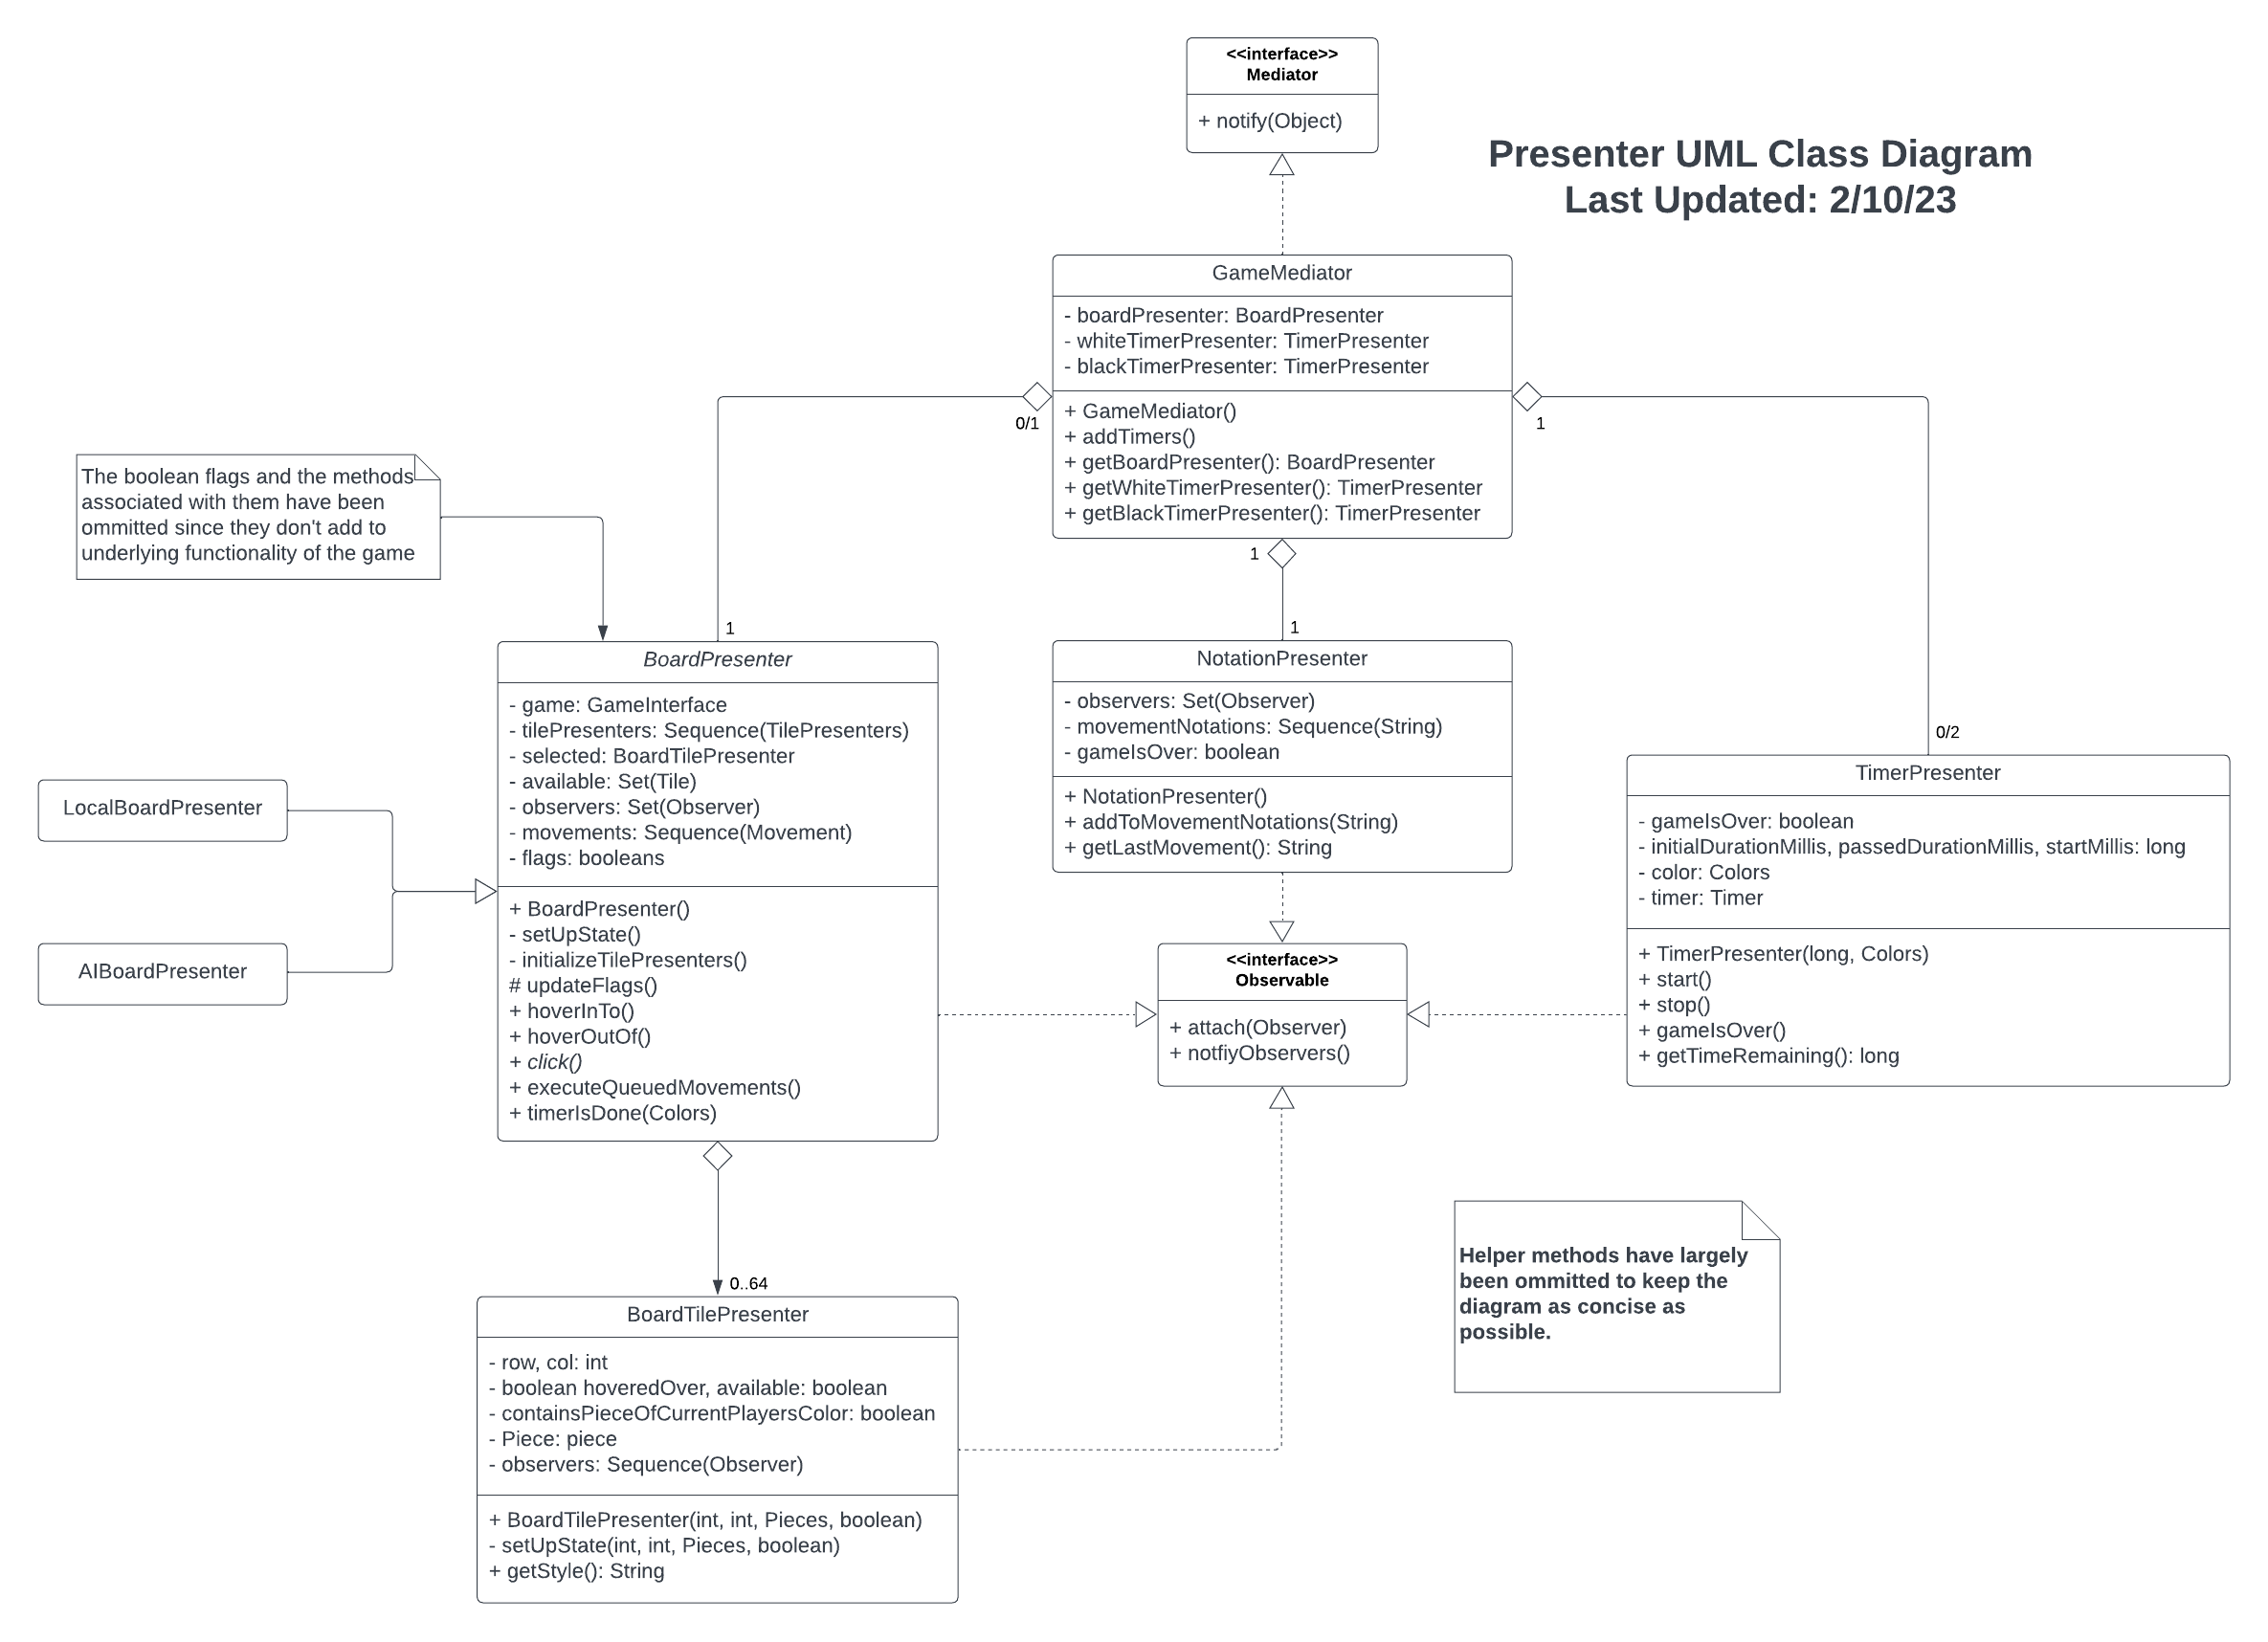 <<interface>>
Mediator
+ notify(Object)
Presenter UML Class Diagram
Last Updated: 2/10/23
GameMediator
- boardPresenter: BoardPresenter
- whiteTimerPresenter: TimerPresenter
- blackTimerPresenter: TimerPresenter
+ GameMediator()
+ addTimers()
+ getBoardPresenter(): BoardPresenter
+ getWhiteTimerPresenter(): TimerPresenter
+ getBlackTimerPresenter(): TimerPresenter
0/1
1
1
The boolean flags and the methods
associated with them have been
ommitted since they don't add to
underlying functionality of the game
1
1
0/2
BoardPresenter
- game: GameInterface
- tilePresenters: Sequence(TilePresenters)
- selected: BoardTilePresenter
- available: Set(Tile)
- observers: Set(Observer)
- movements: Sequence(Movement)
- flags: booleans
+ BoardPresenter()
- setUpState()
- initializeTilePresenters()
# updateFlags()
+ hoverInTo()
+ hoverOutOf()
+ click()
+ executeQueuedMovements()
+ timerIsDone(Colors)
NotationPresenter
- observers: Set(Observer)
- movementNotations: Sequence(String)
- gameIsOver: boolean
+ NotationPresenter()
+ addToMovementNotations(String)
+ getLastMovement(): String
TimerPresenter
- gameIsOver: boolean
- initialDurationMillis, passedDurationMillis, startMillis: long
- color: Colors
- timer: Timer
+ TimerPresenter(long, Colors)
+ start()
+ stop()
+ gameIsOver()
+ getTimeRemaining(): long
LocalBoardPresenter
AIBoardPresenter
<<interface>>
Observable
+ attach(Observer)
+ notfiyObservers()
0..64
BoardTilePresenter
- row, col: int
- boolean hoveredOver, available: boolean
- containsPieceOfCurrentPlayersColor: boolean
- Piece: piece
- observers: Sequence(Observer)
+ BoardTilePresenter(int, int, Pieces, boolean)
- setUpState(int, int, Pieces, boolean)
+ getStyle(): String
Helper methods have largely
been ommitted to keep the
diagram as concise as
possible.